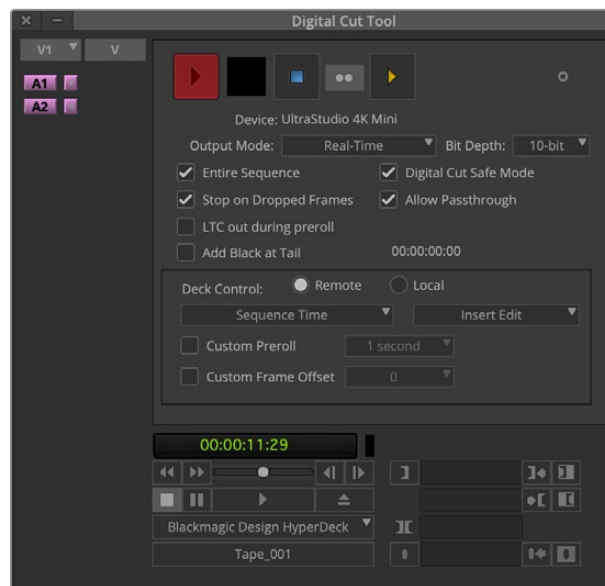 Digital Cut Tool
V1 V
A1
A2
Device: UltraStudio 4K Mini
Output Mode: Real-Time Bit Depth: 10-bit
Entire Sequence Digital Cut Safe Mode
Stop on Dropped Frames Allow Passthrough
LTC out during preroll
Add Black at Tail 00:00:00:00
Deck Control: Remote Local
Sequence Time Insert Edit
Custom Preroll 1 second
Custom Frame Offset 0
00:00:11:29
Blackmagic Design HyperDeck
Tape_001